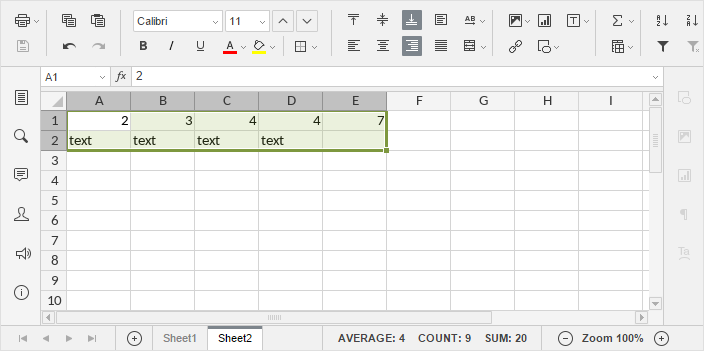 Calibri 11
B I U A
A1 fx 2
A B C D E F G H I
1 2 3 4 4 7
2 text text text text
3
4
5
6
7
8
9
10
Sheet1 Sheet2 AVERAGE: 4 COUNT: 9 SUM: 20 Zoom 100%